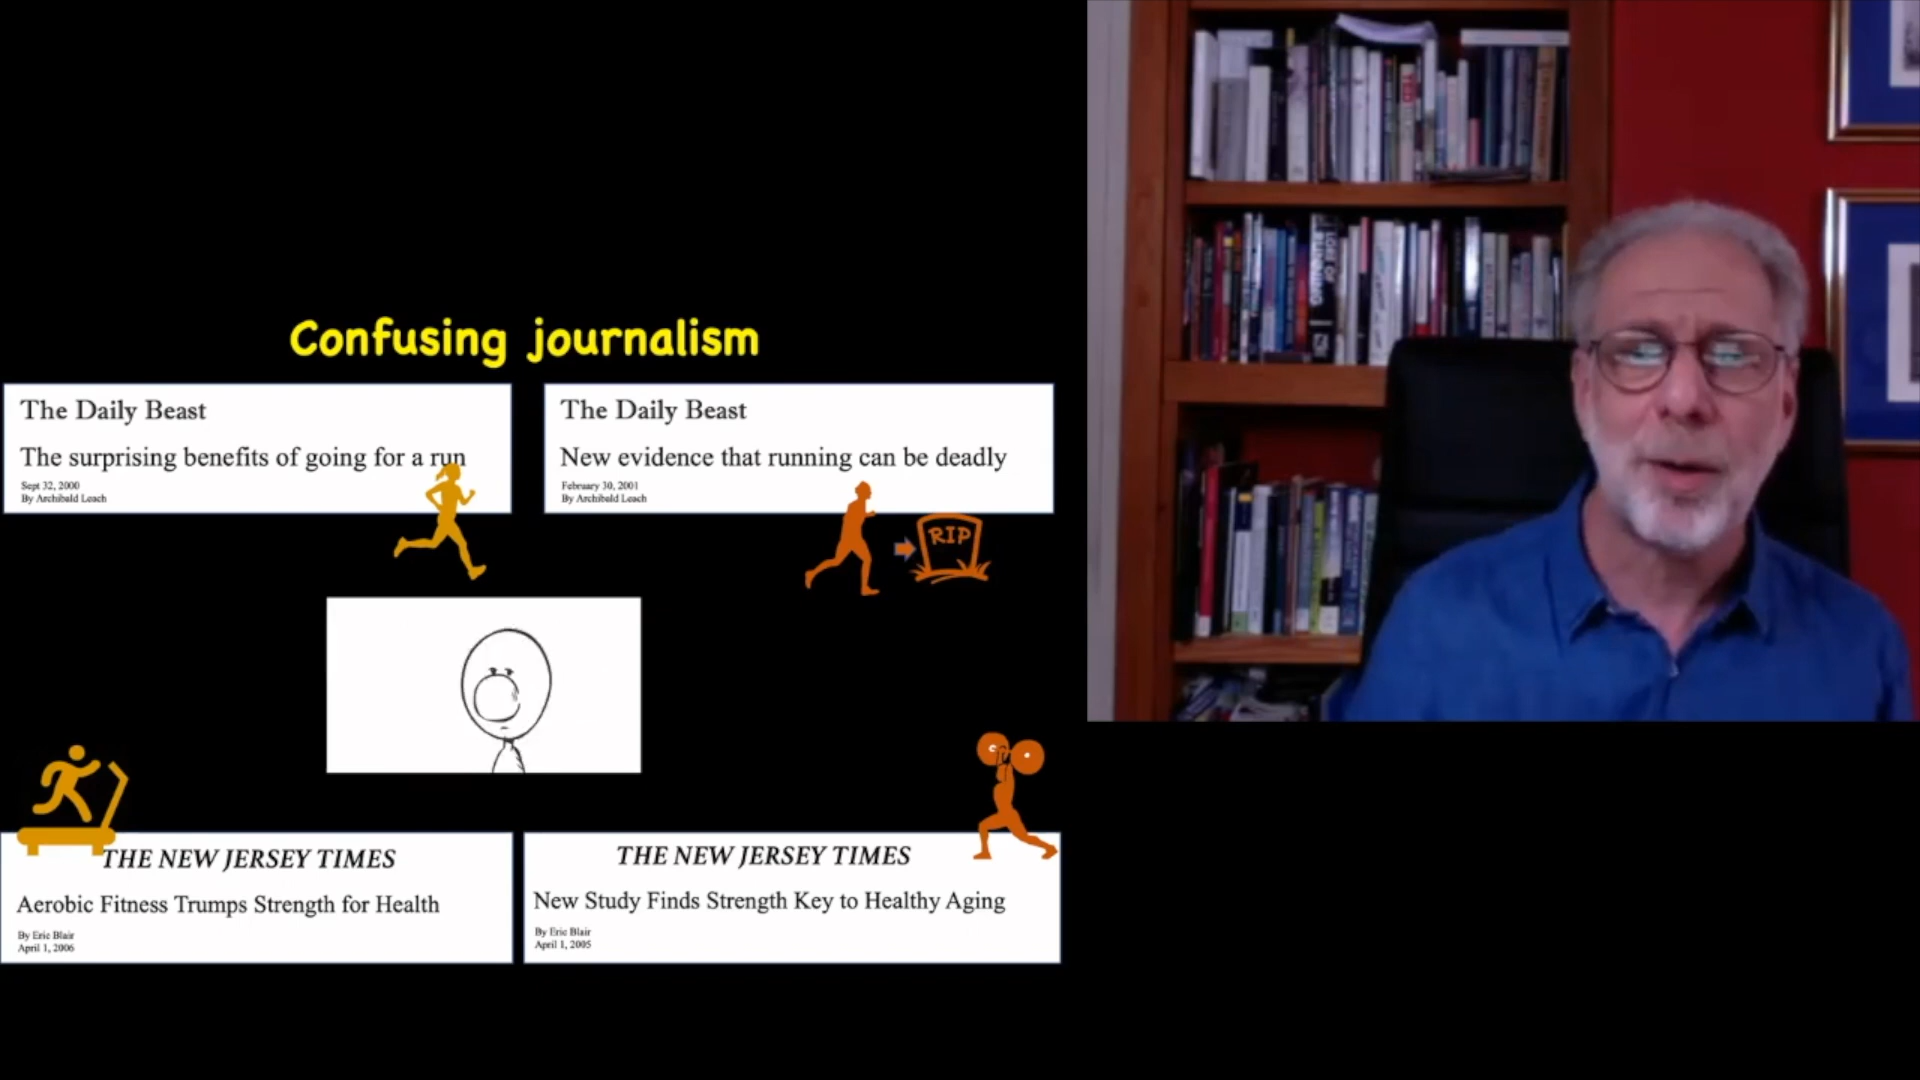 Confusing journalism
The Daily Beast
The surprising benefits of going for a run
Sept 32, 2000
By Archibald Leach
The Daily Beast
New evidence that running can be deadly
February 30, 2001
By Archibald Leach
RIP
THE NEW JERSEY TIMES
Aerobic Fitness Trumps Strength for Health
By Eric Blair
April 1, 2006
THE NEW JERSEY TIMES
New Study Finds Strength Key to Healthy Aging
By Eric Blair
April 1, 2005
LORE OF
RUNNING